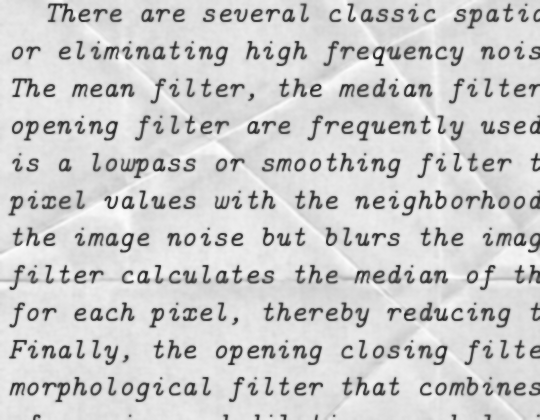 There are several classic spatia
or eliminating high frequency nois
The mean filter, the median filter
opening filter are frequently used
is a lowpass or smoothing filter t
pixel values with the neighborhood
the image noise but blurs the imag
filter calculates the median of th
for each pixel, thereby reducing t
Finally, the opening closing filte
morphological filter that combines